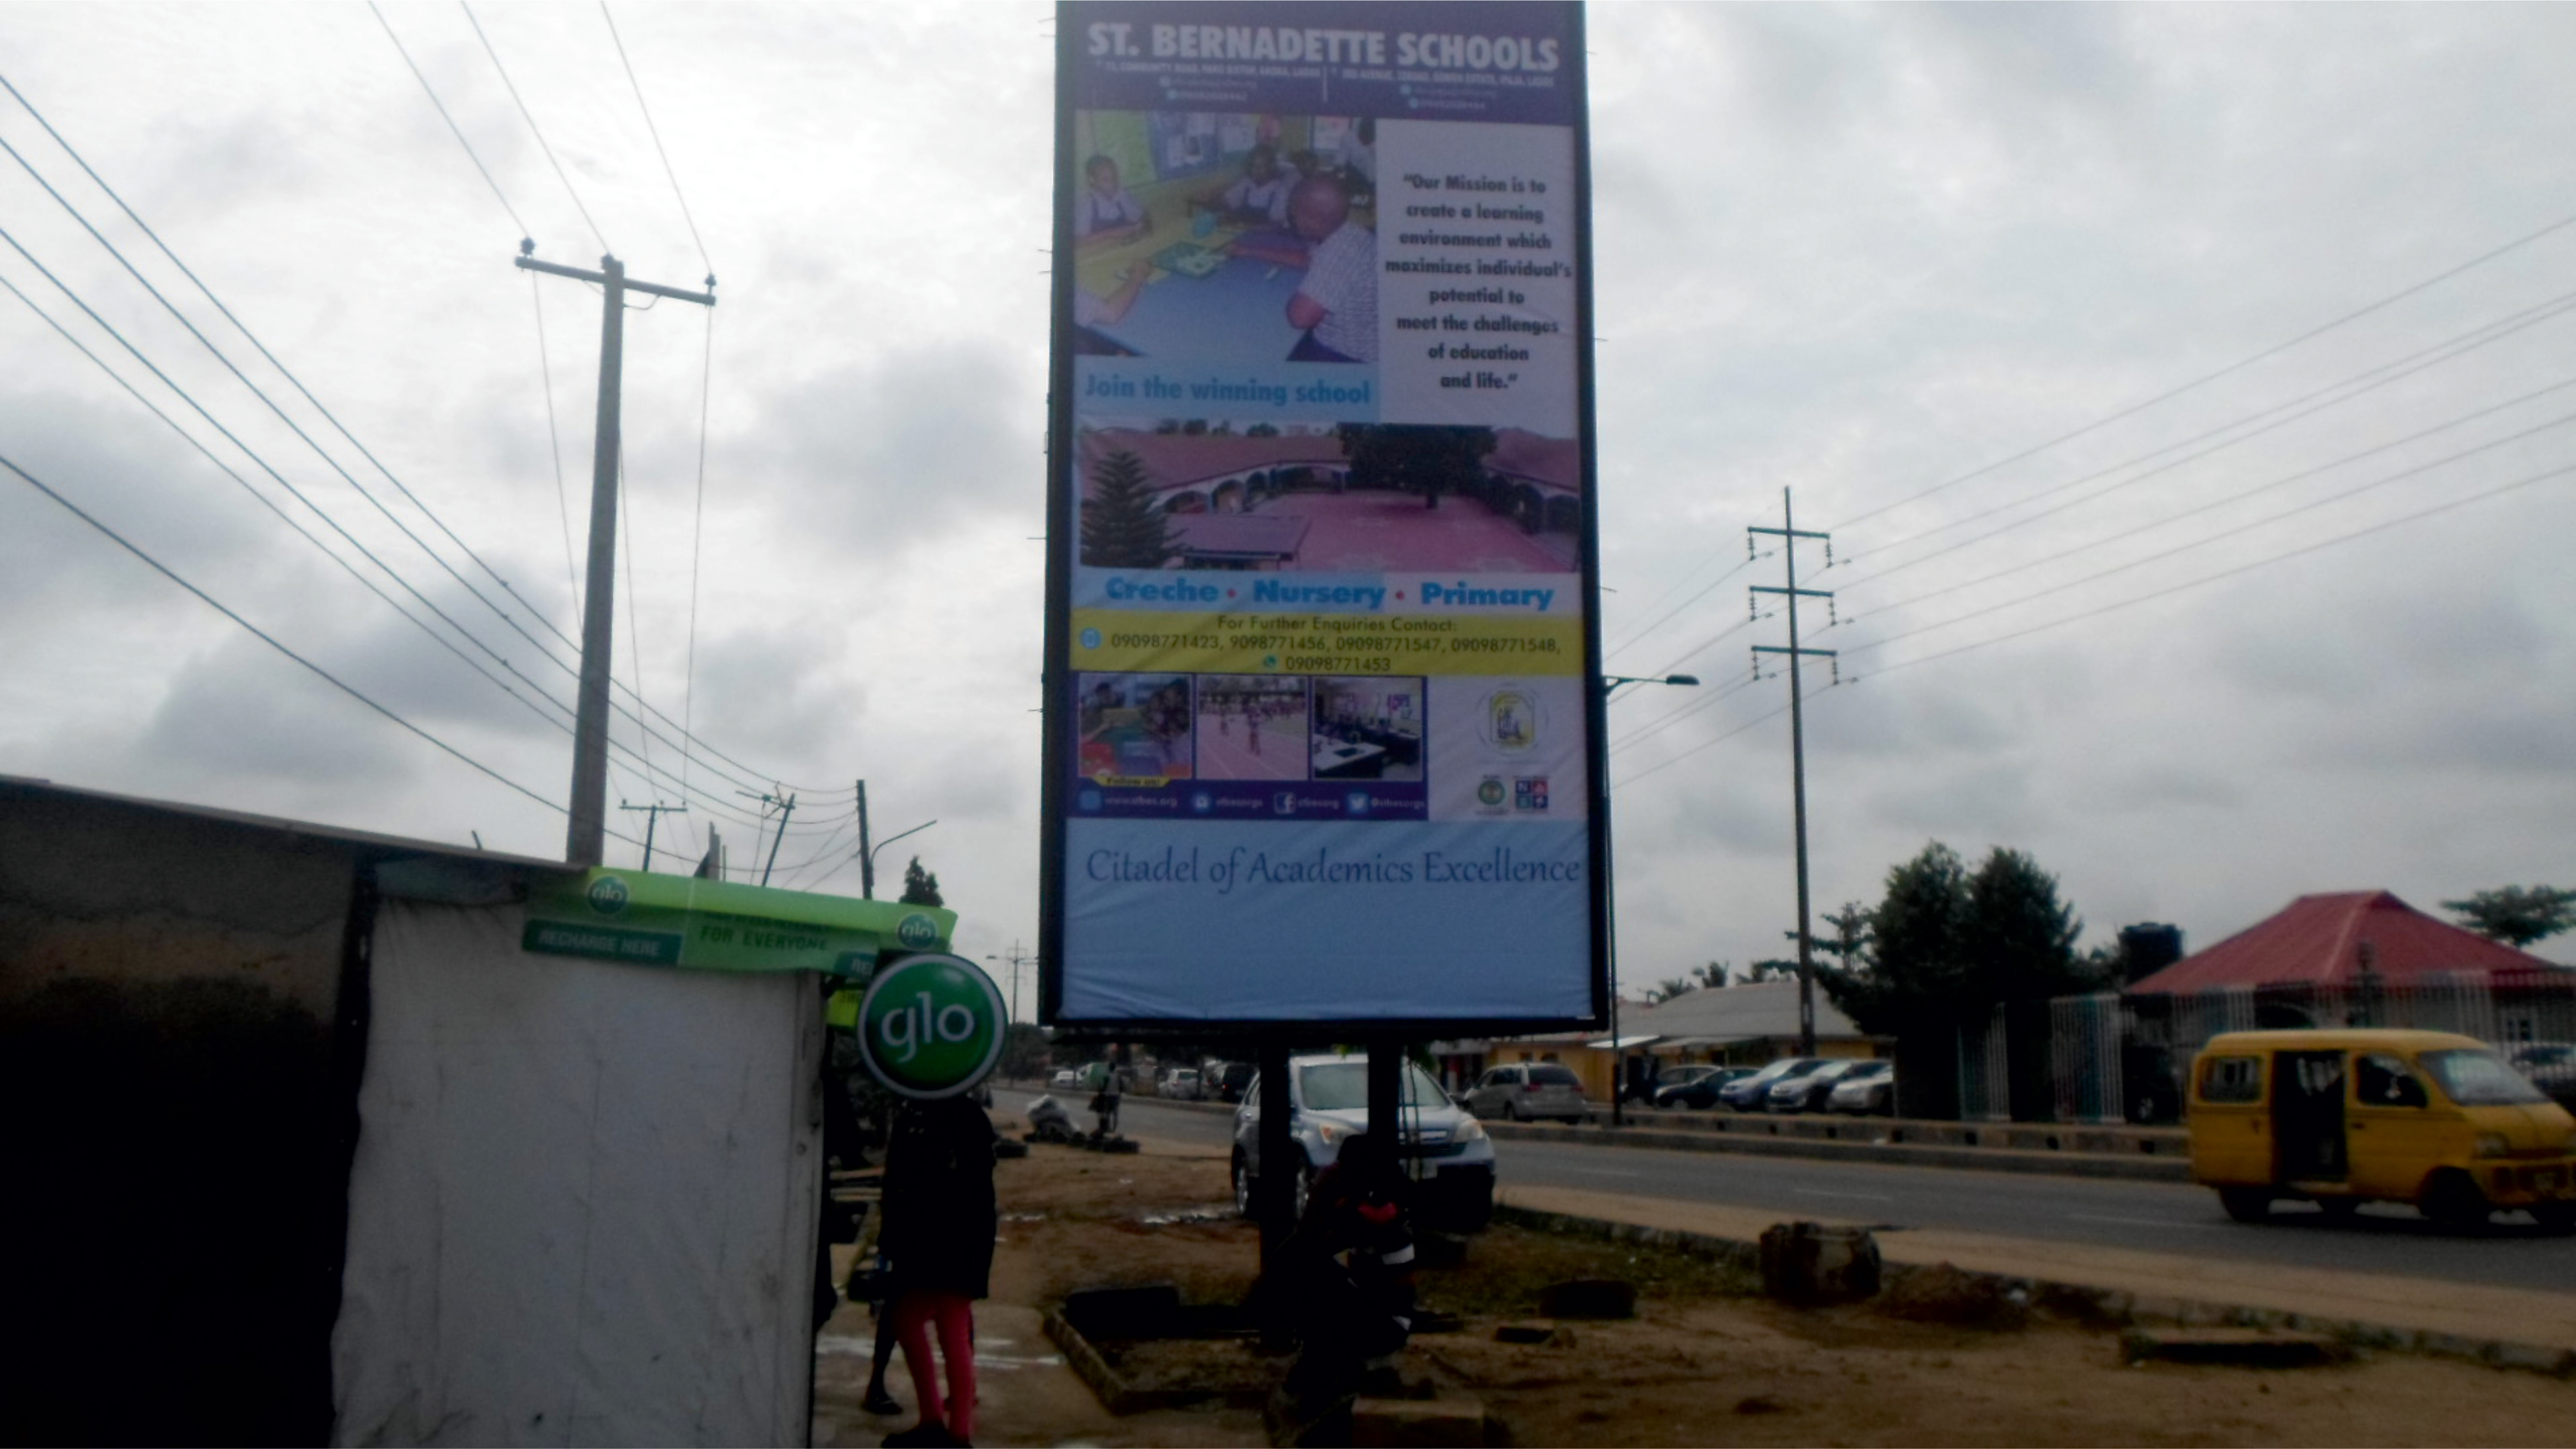 ST. BERNADETTE SCHOOLS
"Our Mission is to
create a learning
environment which
maximizes individual's
potential to
meet the challenges
of education
and life."
Join the winning school
Creche • Nursery • Primary
For Further Enquiries Contact:
09098771423, 9098771456, 09098771547, 09098771548,
09098771453
Follow us:
Citadel of Academics Excellence
glo
glo
RECHARGE HERE
FOR EVERYONE
glo